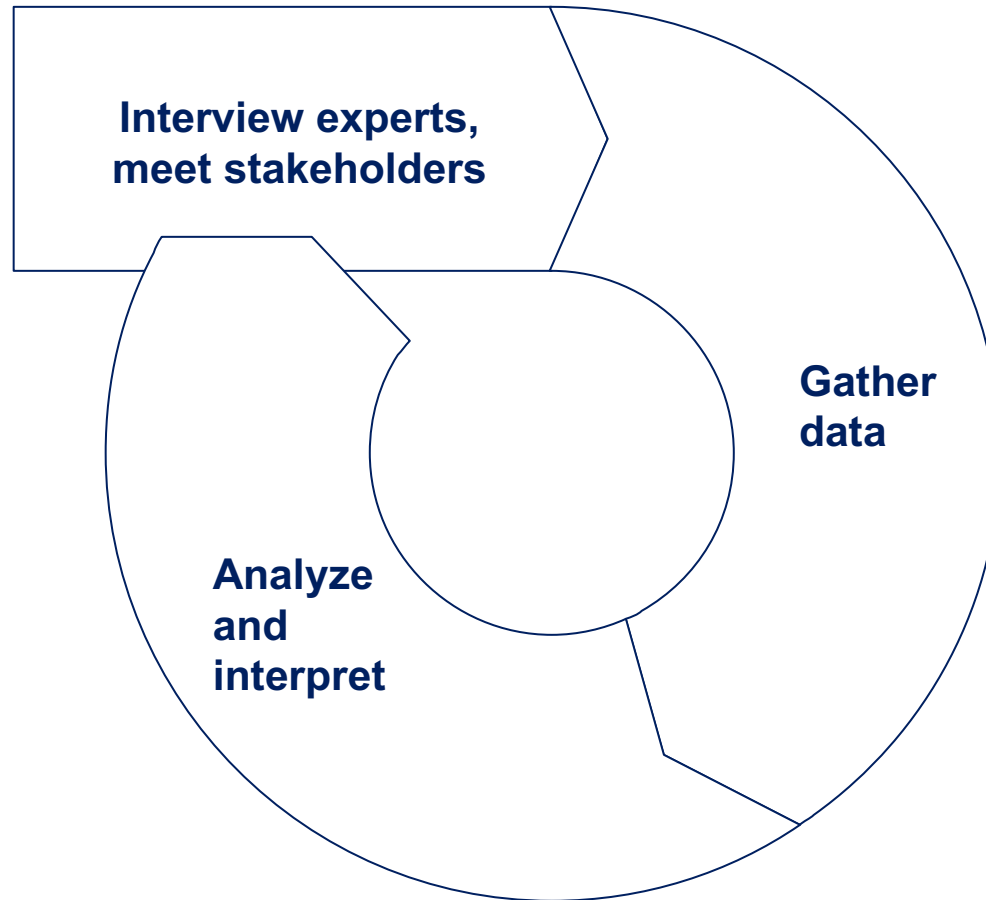 Interview experts,
meet stakeholders
Gather
data
Analyze
and
interpret